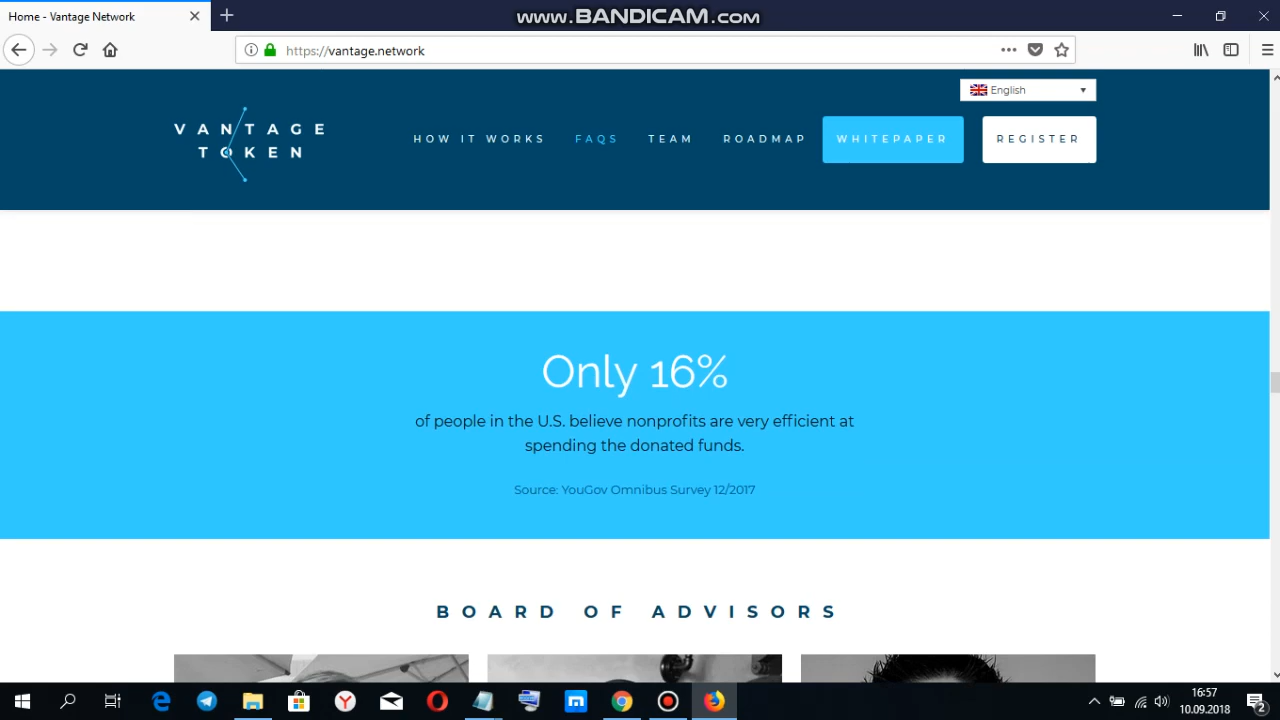 Home - Vantage Network
www.BANDICAM.com
https://vantage.network
English
VANTAGE
TOKEN
HOW IT WORKS
FAQS
TEAM
ROADMAP
WHITEPAPER
REGISTER
Only 16%
of people in the U.S. believe nonprofits are very efficient at
spending the donated funds.
Source: YouGov Omnibus Survey 12/2017
BOARD OF ADVISORS
16:57
10.09.2018
2